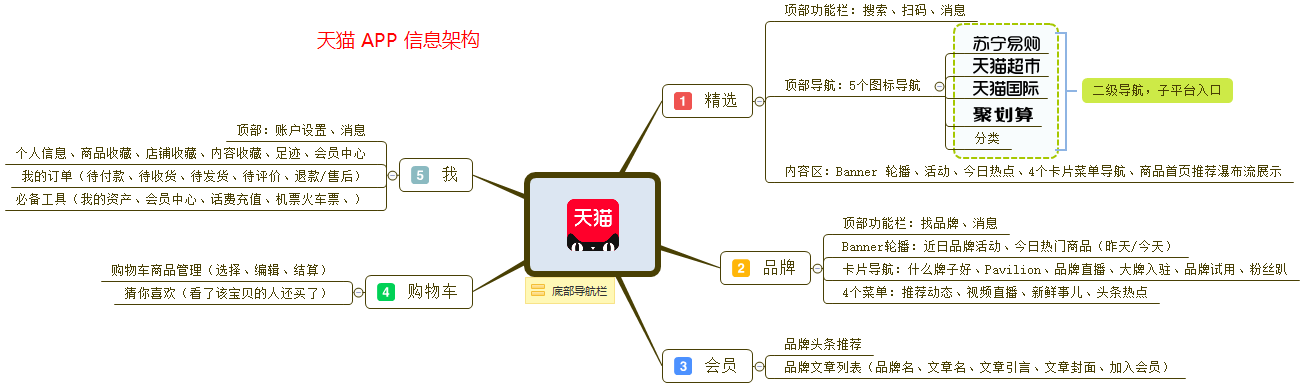 天猫 APP 信息架构
天猫
底部导航栏
1 精选
顶部功能栏：搜索、扫码、消息
顶部导航：5个图标导航
苏宁易购
天猫超市
天猫国际
聚划算
分类
二级导航，子平台入口
内容区：Banner 轮播、活动、今日热点、4个卡片菜单导航、商品首页推荐瀑布流展示
2 品牌
顶部功能栏：找品牌、消息
Banner轮播：近日品牌活动、今日热门商品（昨天/今天）
卡片导航：什么牌子好、Pavilion、品牌直播、大牌入驻、品牌试用、粉丝趴
4个菜单：推荐动态、视频直播、新鲜事儿、头条热点
3 会员
品牌头条推荐
品牌文章列表（品牌名、文章名、文章引言、文章封面、加入会员）
4 购物车
购物车商品管理（选择、编辑、结算）
猜你喜欢（看了该宝贝的人还买了）
5 我
顶部：账户设置、消息
个人信息、商品收藏、店铺收藏、内容收藏、足迹、会员中心
我的订单（待付款、待收货、待发货、待评价、退款/售后）
必备工具（我的资产、会员中心、话费充值、机票火车票、）